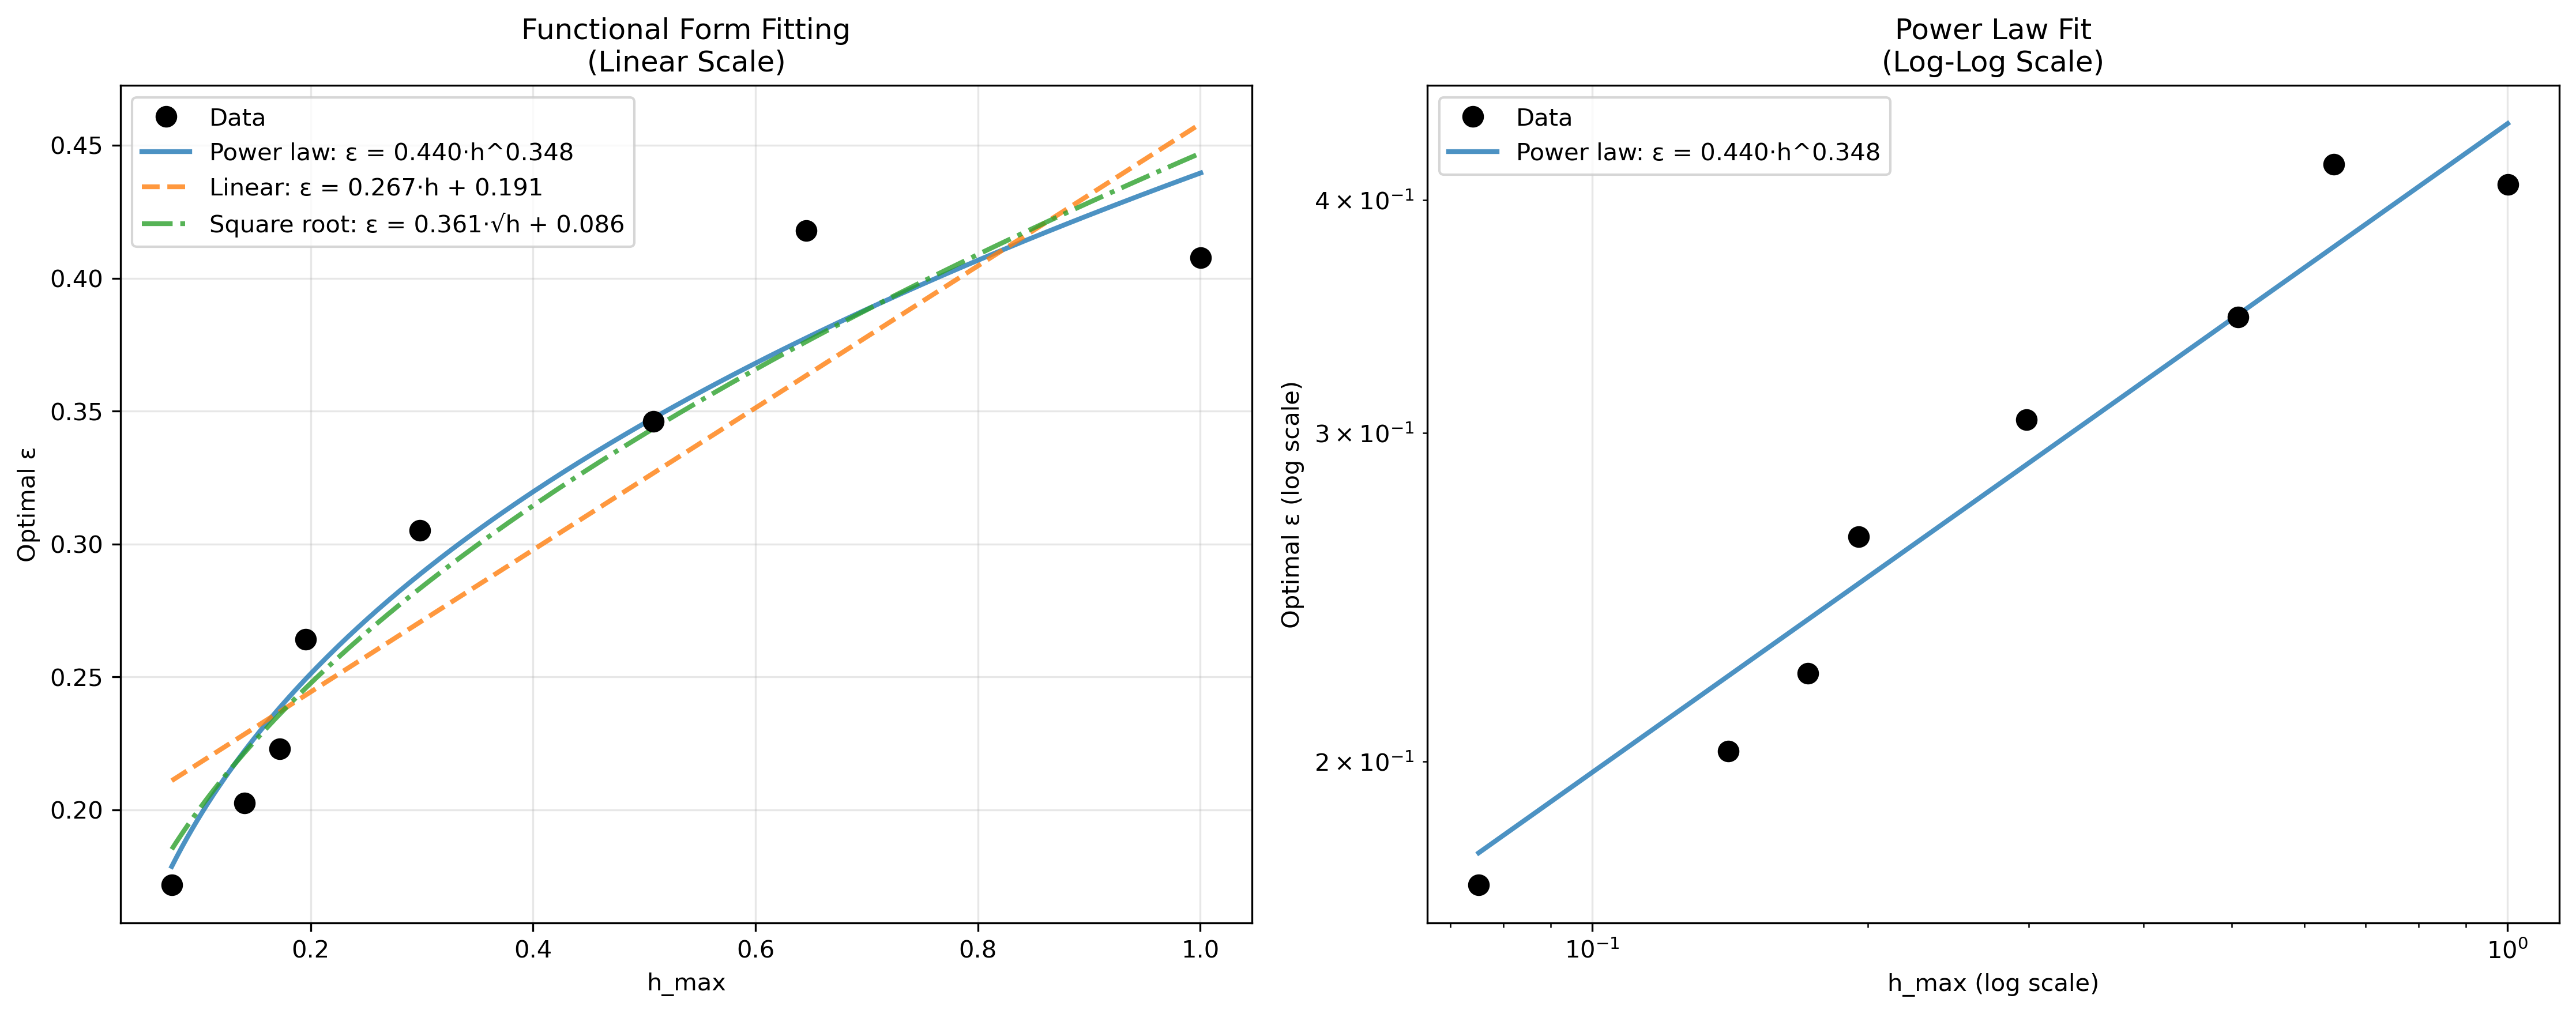 Functional Form Fitting
(Linear Scale)
Data
Power law: ε = 0.440·h^0.348
Linear: ε = 0.267·h + 0.191
Square root: ε = 0.361·√h + 0.086
Optimal ε
0.45
0.40
0.35
0.30
0.25
0.20
0.2 0.4 0.6 0.8 1.0
h_max
Power Law Fit
(Log-Log Scale)
Data
Power law: ε = 0.440·h^0.348
Optimal ε (log scale)
4 × 10⁻¹
3 × 10⁻¹
2 × 10⁻¹
10⁻¹ 10⁰
h_max (log scale)